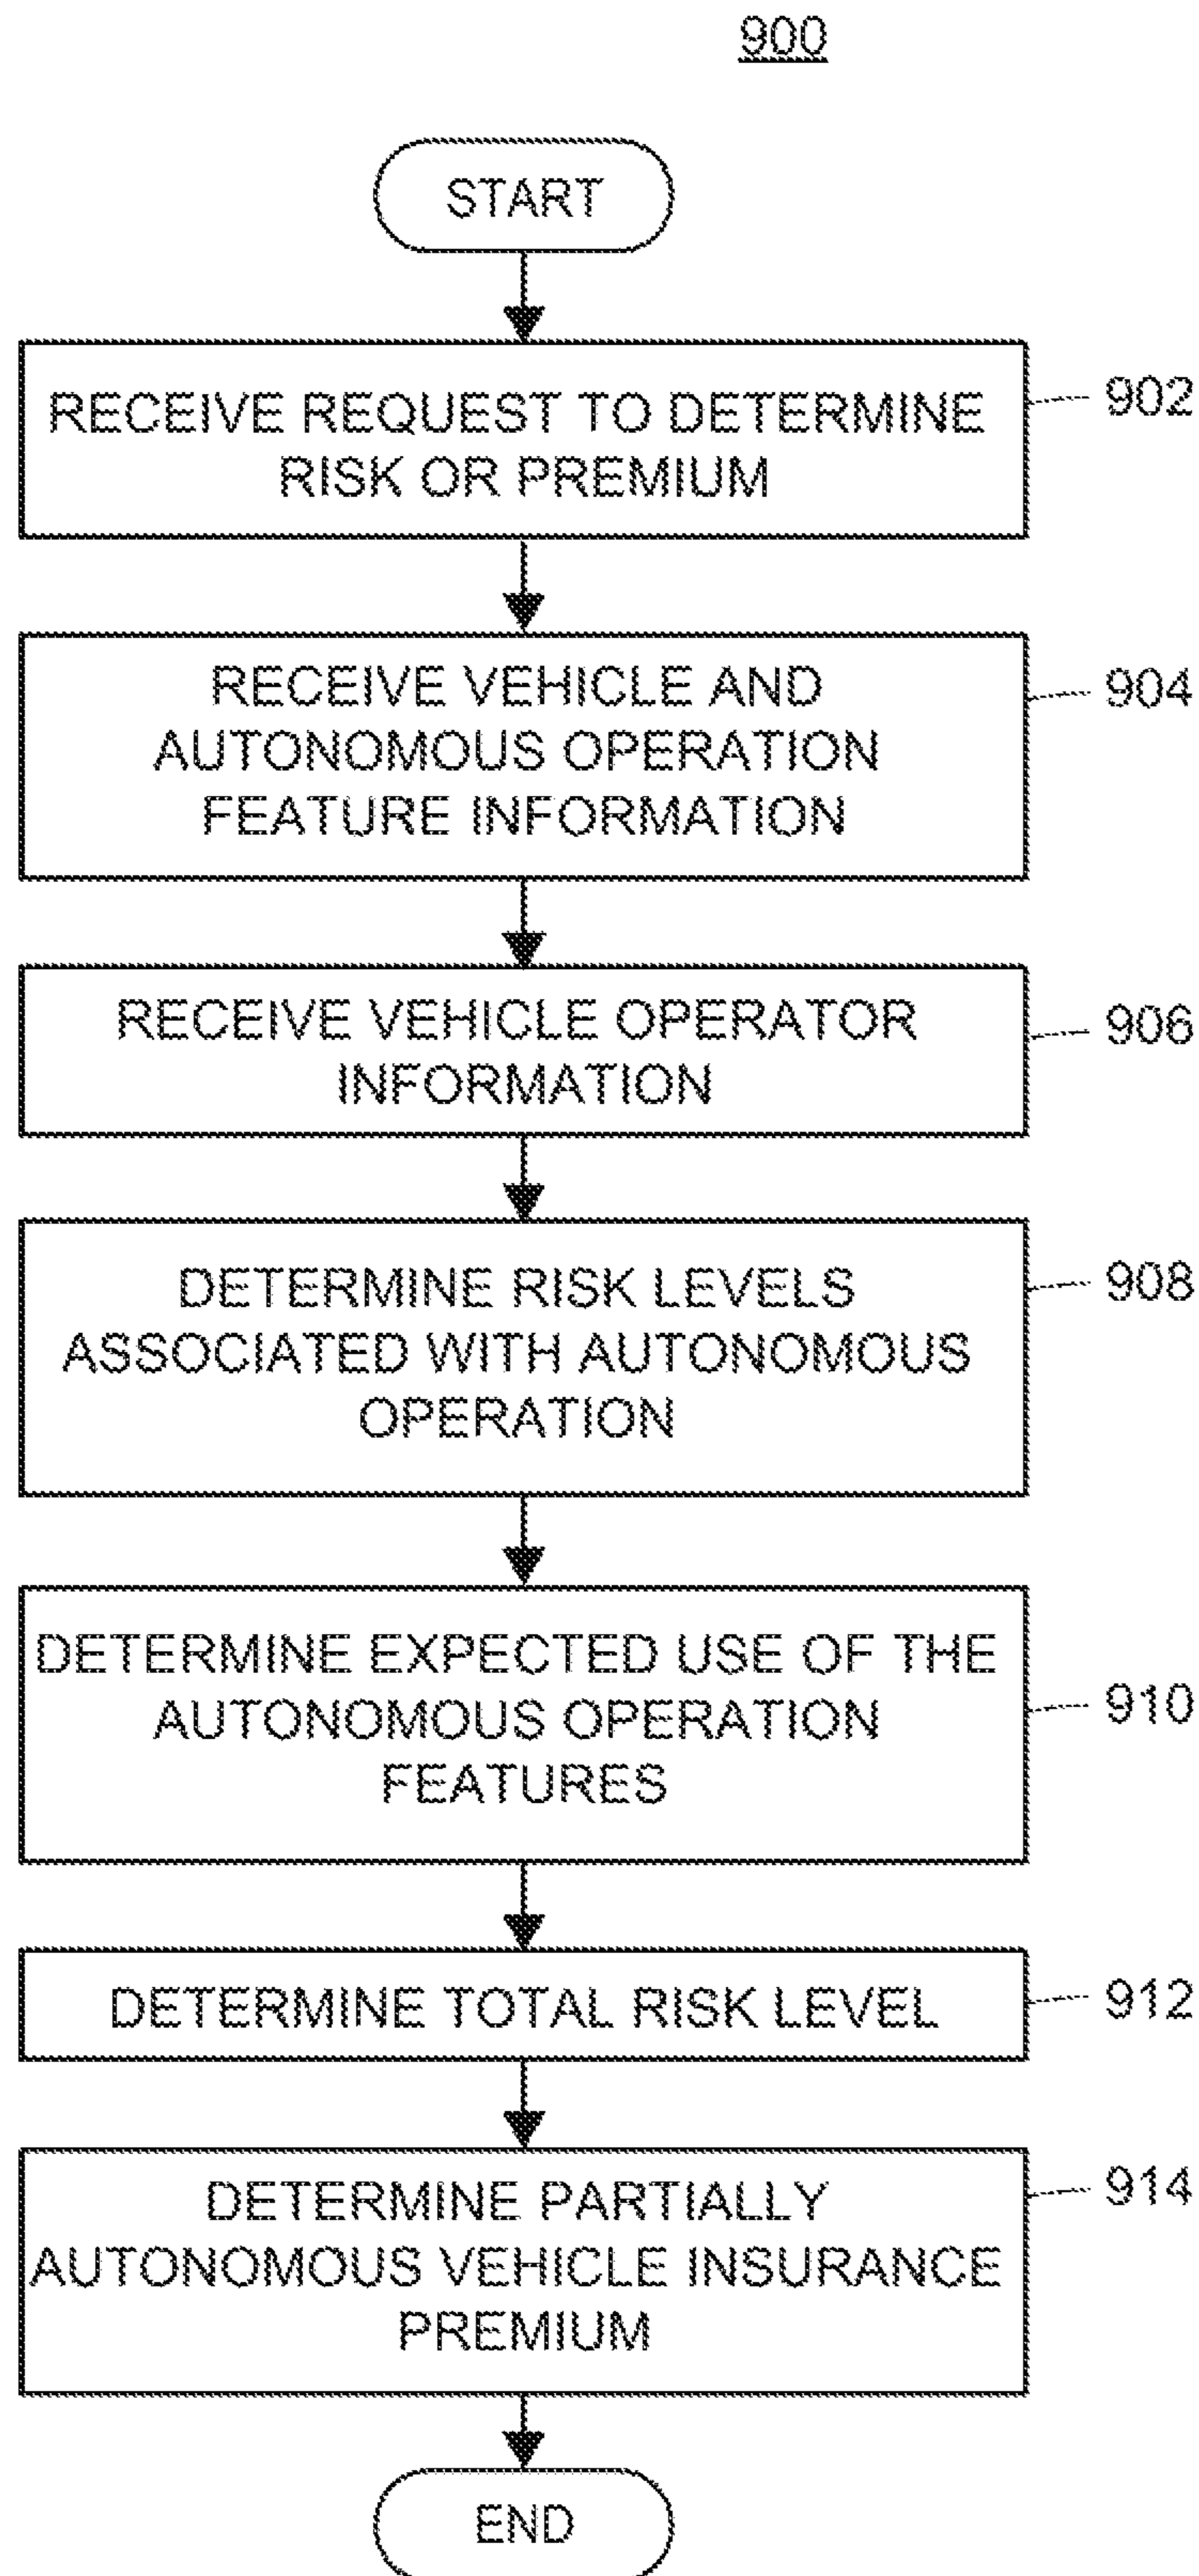 900
START
RECEIVE REQUEST TO DETERMINE
RISK OR PREMIUM
902
RECEIVE VEHICLE AND
AUTONOMOUS OPERATION
FEATURE INFORMATION
904
RECEIVE VEHICLE OPERATOR
INFORMATION
906
DETERMINE RISK LEVELS
ASSOCIATED WITH AUTONOMOUS
OPERATION
908
DETERMINE EXPECTED USE OF THE
AUTONOMOUS OPERATION
FEATURES
910
DETERMINE TOTAL RISK LEVEL
912
DETERMINE PARTIALLY
AUTONOMOUS VEHICLE INSURANCE
PREMIUM
914
END